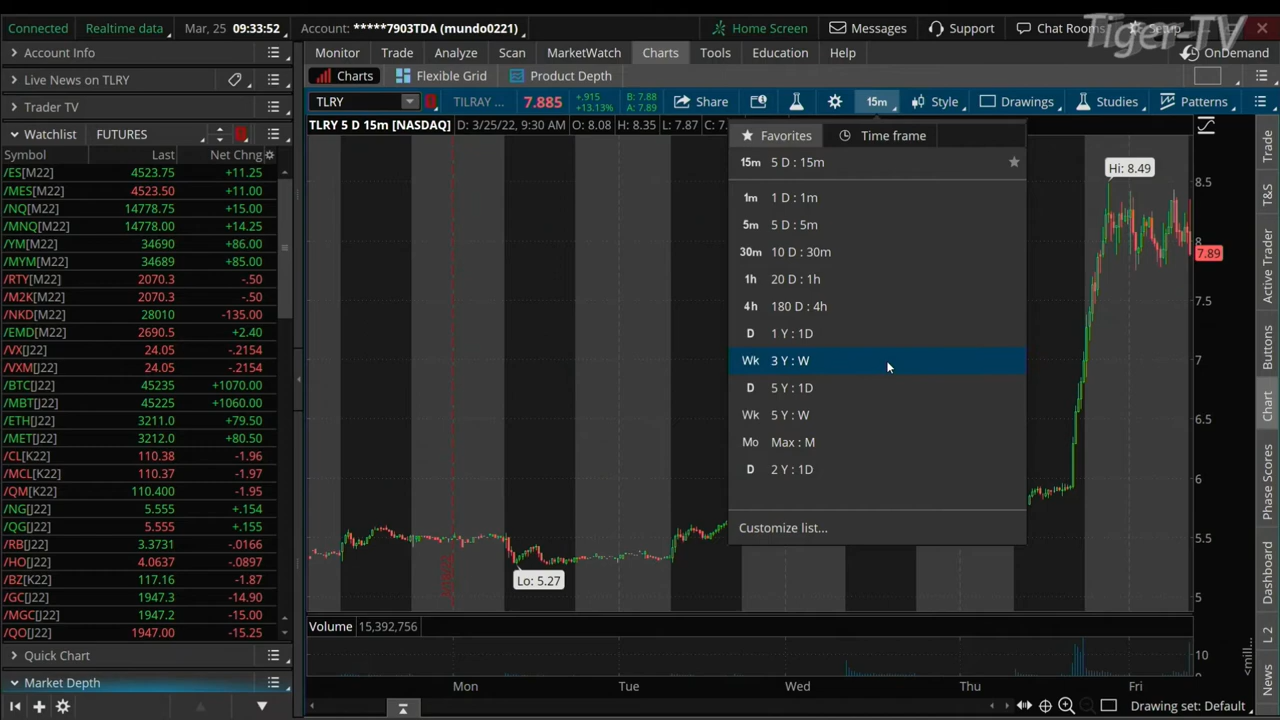 Connected
Realtime data
Mar, 25
09:33:52
Account: *****7903TDA (mundo0221)
Home Screen
Messages
Support
Chat Rooms
Setup
Tiger-TV
OnDemand
Account Info
Live News on TLRY
Trader TV
Watchlist
FUTURES
Monitor
Trade
Analyze
Scan
MarketWatch
Charts
Tools
Education
Help
Charts
Flexible Grid
Product Depth
TLRY
TILRAY ...
7.885
+.915
+13.13%
B: 7.88
A: 7.89
Share
15m
Style
Drawings
Studies
Patterns
TLRY 5 D 15m [NASDAQ]
D: 3/25/22, 9:30 AM
O: 8.08
H: 8.35
L: 7.87
C: 7...
Symbol Last Net Chng
/ES[M22] 4523.75 +11.25
/MES[M22] 4523.50 +11.00
/NQ[M22] 14778.75 +15.00
/MNQ[M22] 14778.00 +14.25
/YM[M22] 34690 +86.00
/MYM[M22] 34689 +85.00
/RTY[M22] 2070.3 -.50
/M2K[M22] 2070.3 -.50
/NKD[M22] 28010 -135.00
/EMD[M22] 2690.5 +2.40
/VX[J22] 24.05 -.2154
/VXM[J22] 24.05 -.2154
/BTC[J22] 45235 +1070.00
/MBT[J22] 45225 +1060.00
/ETH[J22] 3211.0 +79.50
/MET[J22] 3212.0 +80.50
/CL[K22] 110.38 -1.96
/MCL[K22] 110.37 -1.97
/QM[K22] 110.400 -1.95
/NG[J22] 5.555 +.154
/QG[J22] 5.555 +.155
/RB[J22] 3.3731 -.0166
/HO[J22] 4.0637 -.0897
/BZ[K22] 117.16 -1.87
/GC[J22] 1947.3 -14.90
/MGC[J22] 1947.2 -15.00
/QO[J22] 1947.00 -15.25
Quick Chart
Market Depth
Favorites
Time frame
15m 5 D : 15m
1m 1 D : 1m
5m 5 D : 5m
30m 10 D : 30m
1h 20 D : 1h
4h 180 D : 4h
D 1 Y : 1D
Wk 3 Y : W
D 5 Y : 1D
Wk 5 Y : W
Mo Max : M
D 2 Y : 1D
Customize list...
Hi: 8.49
Lo: 5.27
8.5
8
7.89
7.5
7
6.5
6
5.5
5
Volume 15,392,756
10
Mon
Tue
Wed
Thu
Fri
Drawing set: Default
Trade
T&S
Active Trader
Buttons
Chart
Phase Scores
Dashboard
L 2
News